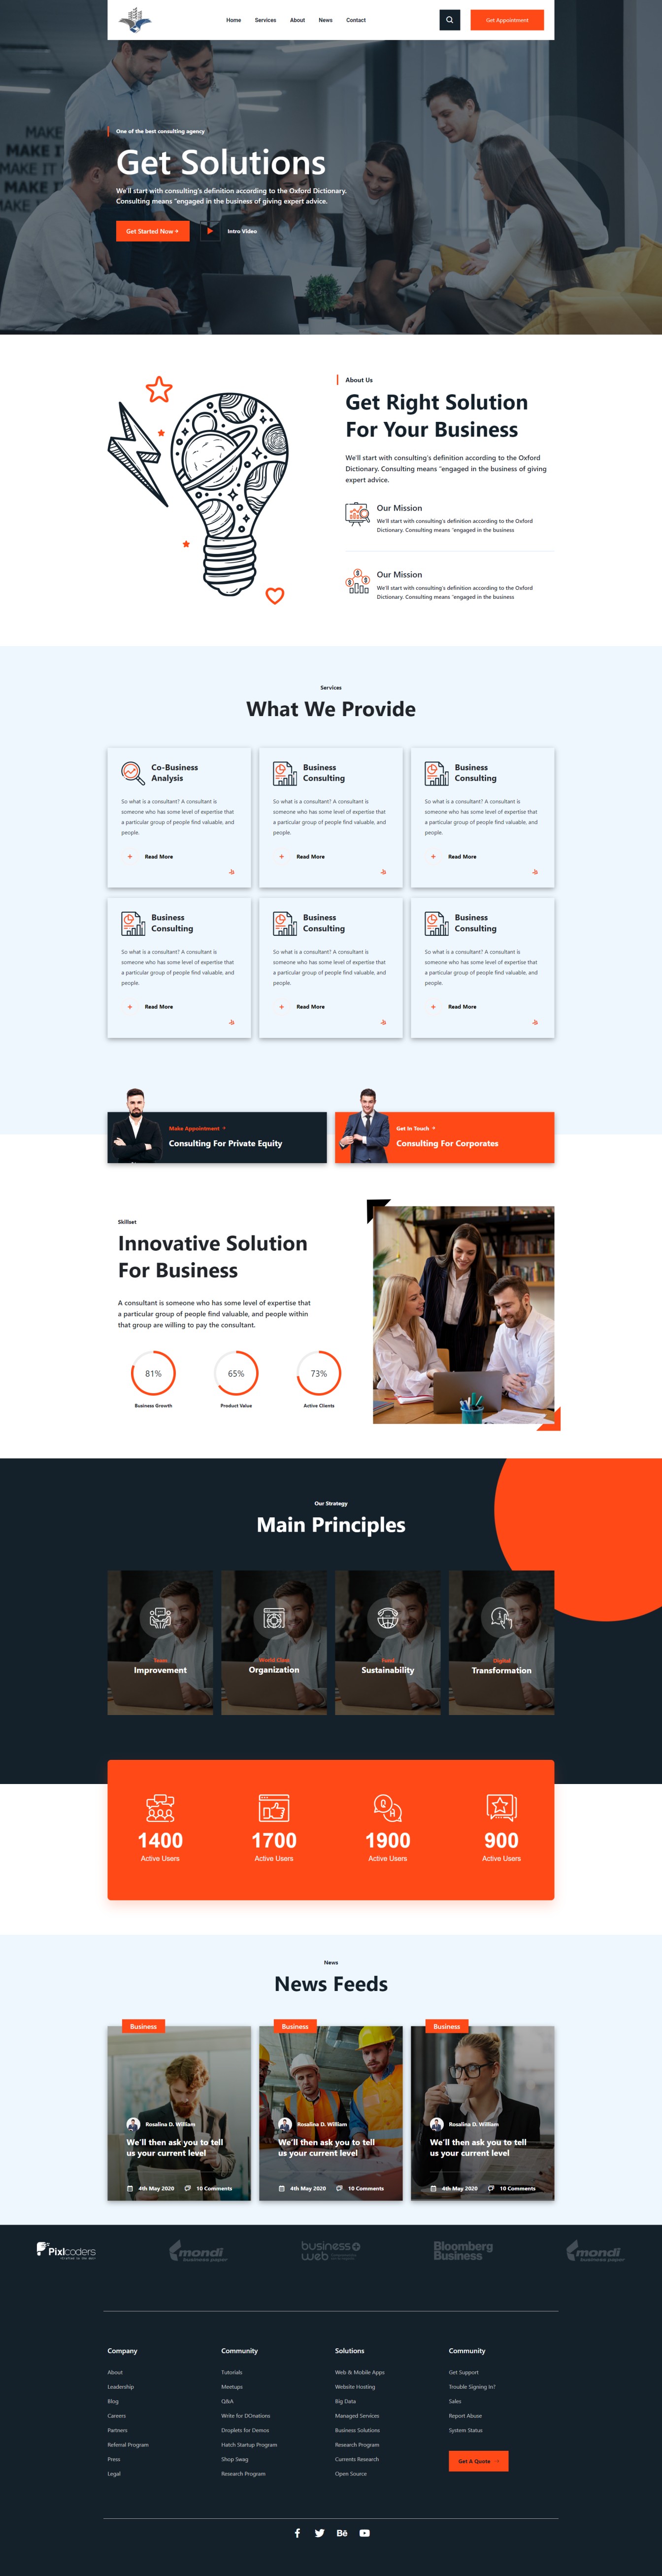 Home Services About News Contact
Get Appointment
MAKE
MAKE I
One of the best consulting agency
Get Solutions
We'll start with consulting's definition according to the Oxford Dictionary.
Consulting means "engaged in the business of giving expert advice.
Get Started Now
Intro Video
About Us
Get Right Solution
For Your Business
We'll start with consulting's definition according to the Oxford
Dictionary. Consulting means "engaged in the business of giving
expert advice.
Our Mission
We'll start with consulting's definition according to the Oxford
Dictionary. Consulting means "engaged in the business
Our Mission
We'll start with consulting's definition according to the Oxford
Dictionary. Consulting means "engaged in the business
Services
What We Provide
Co-Business
Analysis
So what is a consultant? A consultant is
someone who has some level of expertise that
a particular group of people find valuable, and
people.
+ Read More
Business
Consulting
So what is a consultant? A consultant is
someone who has some level of expertise that
a particular group of people find valuable, and
people.
+ Read More
Business
Consulting
So what is a consultant? A consultant is
someone who has some level of expertise that
a particular group of people find valuable, and
people.
+ Read More
Business
Consulting
So what is a consultant? A consultant is
someone who has some level of expertise that
a particular group of people find valuable, and
people.
+ Read More
Business
Consulting
So what is a consultant? A consultant is
someone who has some level of expertise that
a particular group of people find valuable, and
people.
+ Read More
Business
Consulting
So what is a consultant? A consultant is
someone who has some level of expertise that
a particular group of people find valuable, and
people.
+ Read More
Make Appointment
Consulting For Private Equity
Get In Touch
Consulting For Corporates
Skillset
Innovative Solution
For Business
A consultant is someone who has some level of expertise that
a particular group of people find valuable, and people within
that group are willing to pay the consultant.
81% 65% 73%
Business Growth Product Value Active Clients
Our Strategy
Main Principles
Team
Improvement
World Class
Organization
Sustainability
Digital
Transformation
1400 1700 1900 900
Active Users Active Users Active Users Active Users
News
News Feeds
Business
Rosalina D. William
We'll then ask you to tell
us your current level
4th May 2020 10 Comments
Business
Rosalina D. William
We'll then ask you to tell
us your current level
4th May 2020 10 Comments
Business
Rosalina D. William
We'll then ask you to tell
us your current level
4th May 2020 10 Comments
Pixlcoders
mondi
business+
web
Bloomberg
Business
mondi
Company
About
Leadership
Blog
Careers
Partners
Referral Program
Press
Legal
Community
Tutorials
Meetups
Q&A
Write for DOnations
Droplets for Demos
Hatch Startup Program
Shop Swag
Research Program
Solutions
Web & Mobile Apps
Website Hosting
Big Data
Managed Services
Business Solutions
Research Program
Currents Research
Open Source
Community
Get Support
Trouble Signing In?
Sales
Report Abuse
System Status
Get A Quote
Bē